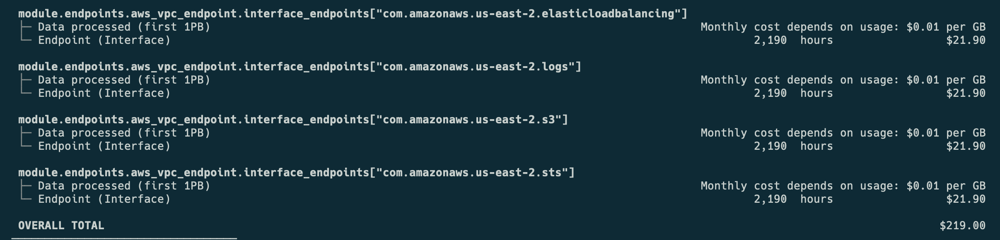 module.endpoints.aws_vpc_endpoint.interface_endpoints["com.amazonaws.us-east-2.elasticloadbalancing"]
├─ Data processed (first 1PB) Monthly cost depends on usage: $0.01 per GB
└─ Endpoint (Interface) 2,190 hours $21.90
module.endpoints.aws_vpc_endpoint.interface_endpoints["com.amazonaws.us-east-2.logs"]
├─ Data processed (first 1PB) Monthly cost depends on usage: $0.01 per GB
└─ Endpoint (Interface) 2,190 hours $21.90
module.endpoints.aws_vpc_endpoint.interface_endpoints["com.amazonaws.us-east-2.s3"]
├─ Data processed (first 1PB) Monthly cost depends on usage: $0.01 per GB
└─ Endpoint (Interface) 2,190 hours $21.90
module.endpoints.aws_vpc_endpoint.interface_endpoints["com.amazonaws.us-east-2.sts"]
├─ Data processed (first 1PB) Monthly cost depends on usage: $0.01 per GB
└─ Endpoint (Interface) 2,190 hours $21.90
OVERALL TOTAL $219.00